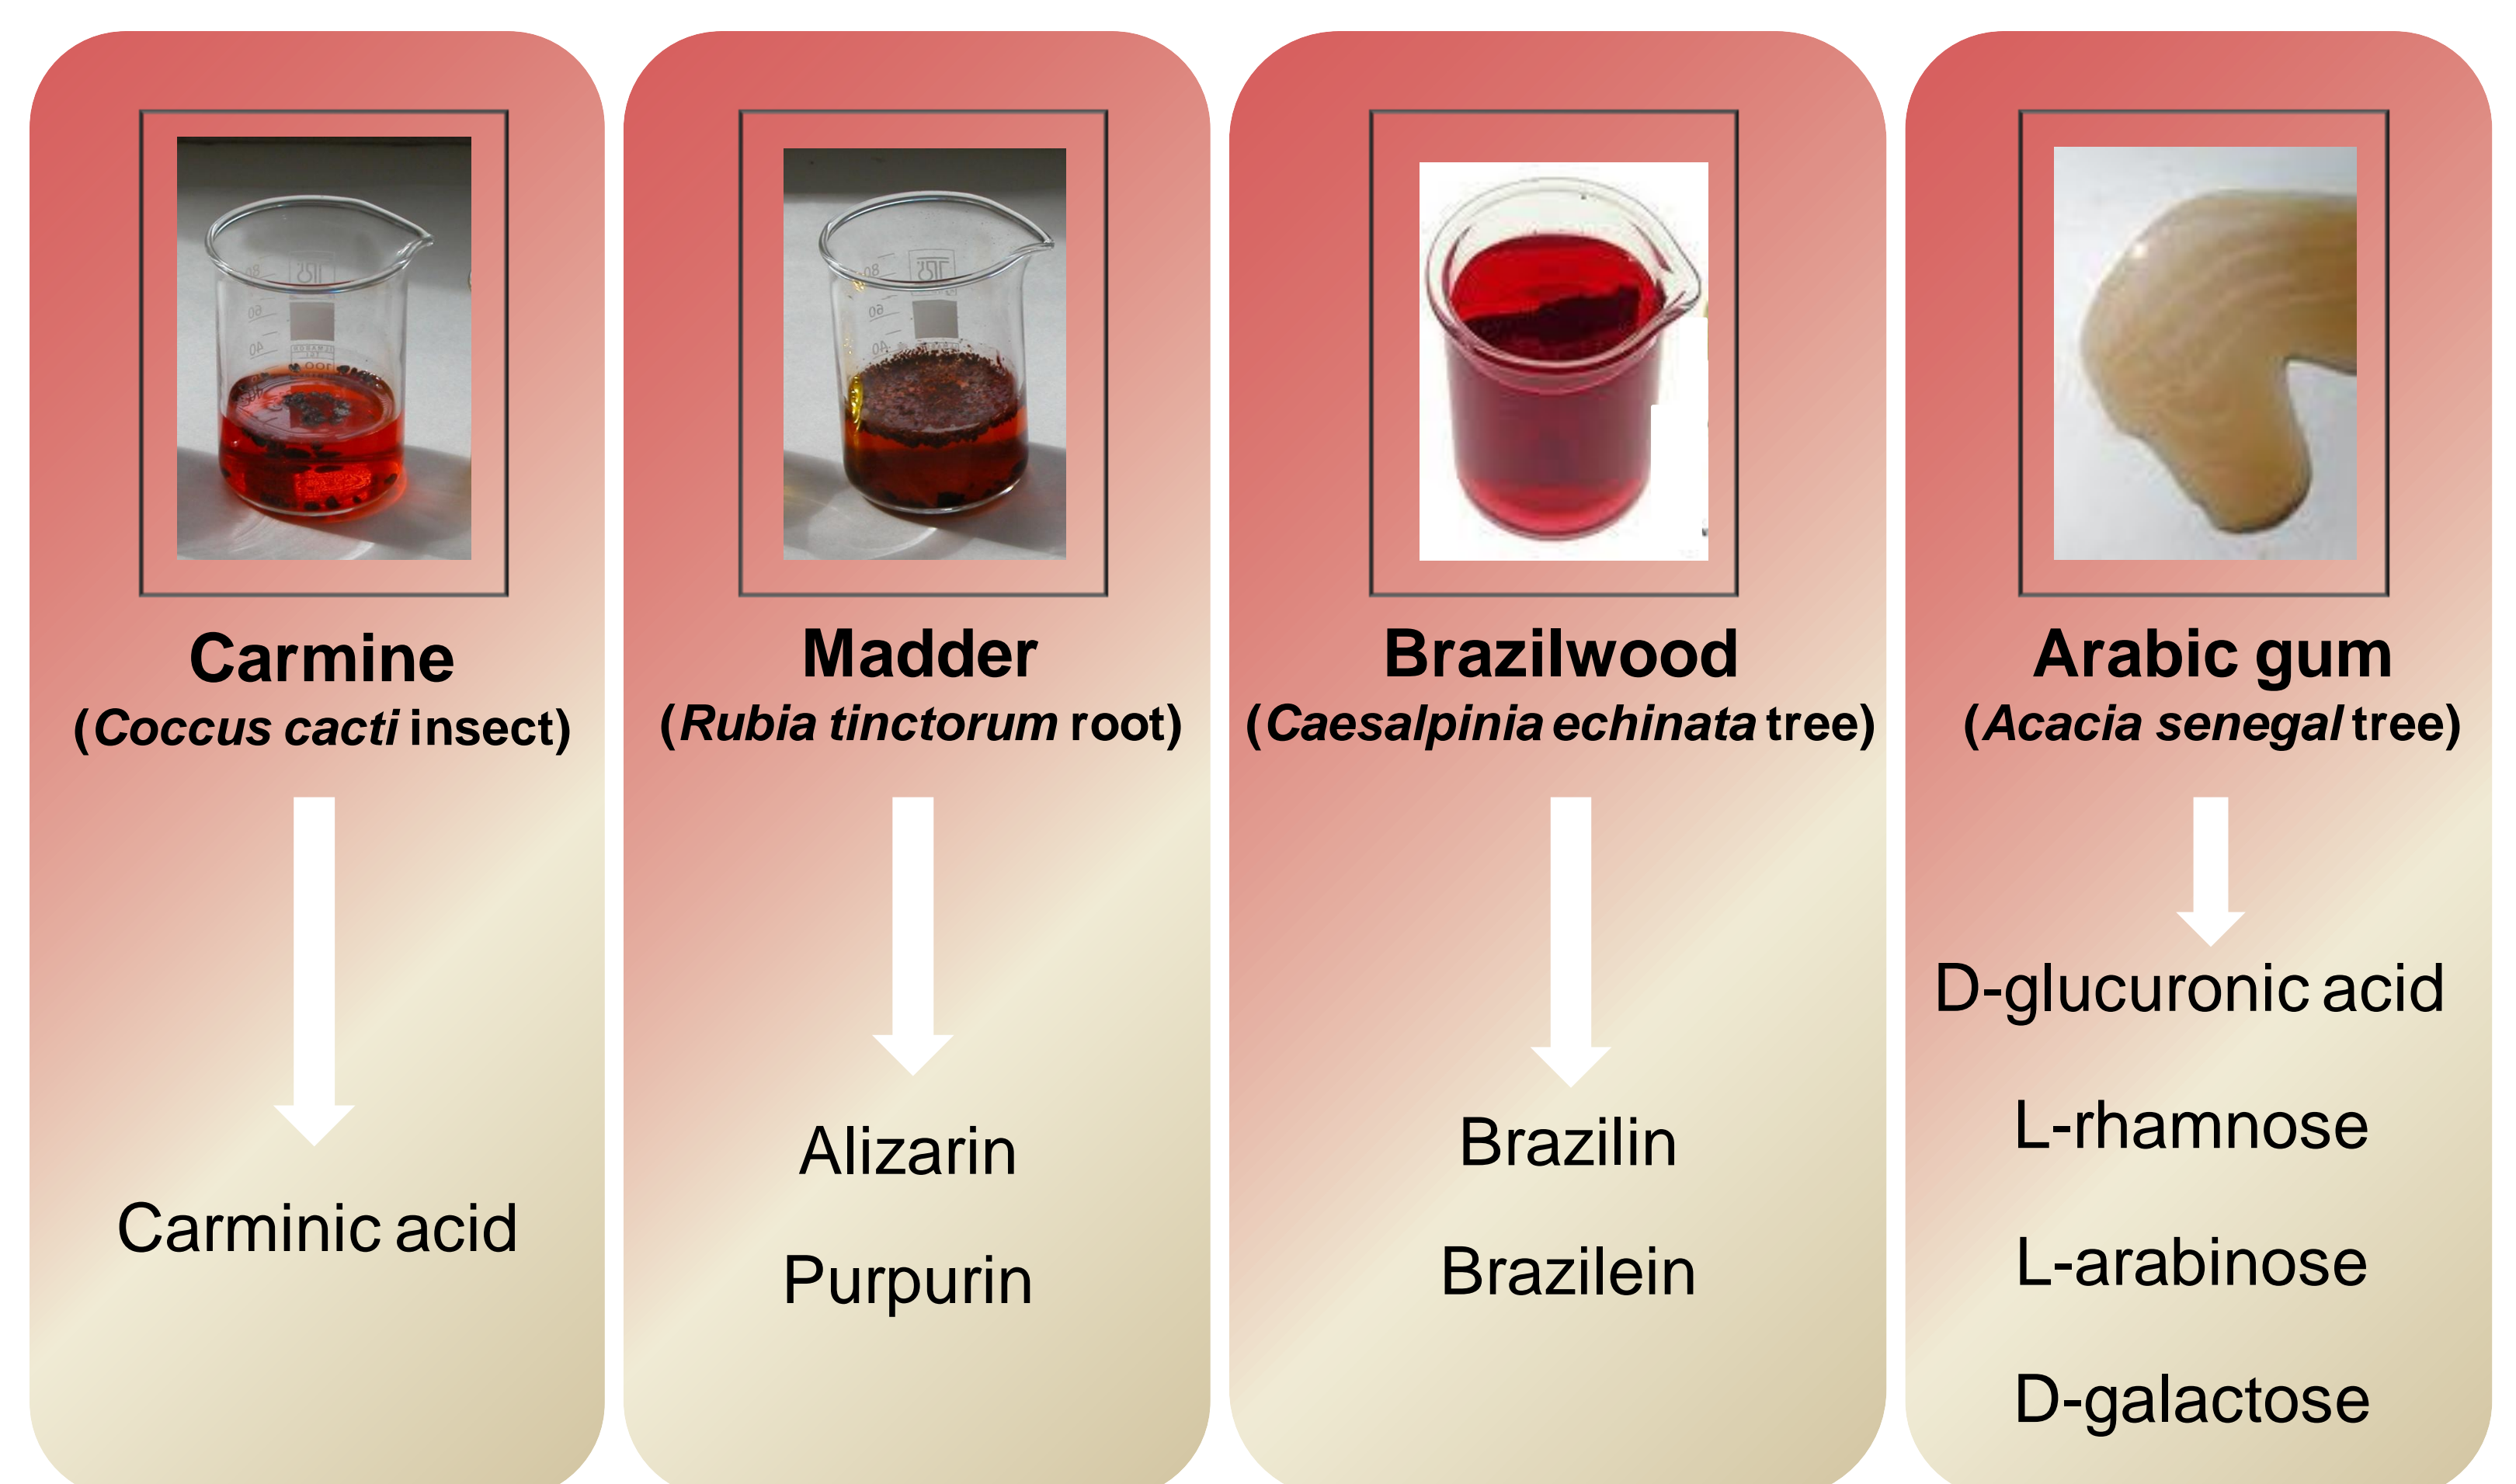 Carmine
(Coccus cacti insect)
Carminic acid
Madder
(Rubia tinctorum root)
Alizarin
Purpurin
Brazilwood
(Caesalpinia echinata tree)
Brazilin
Brazilein
Arabic gum
(Acacia senegal tree)
D-glucuronic acid
L-rhamnose
L-arabinose
D-galactose